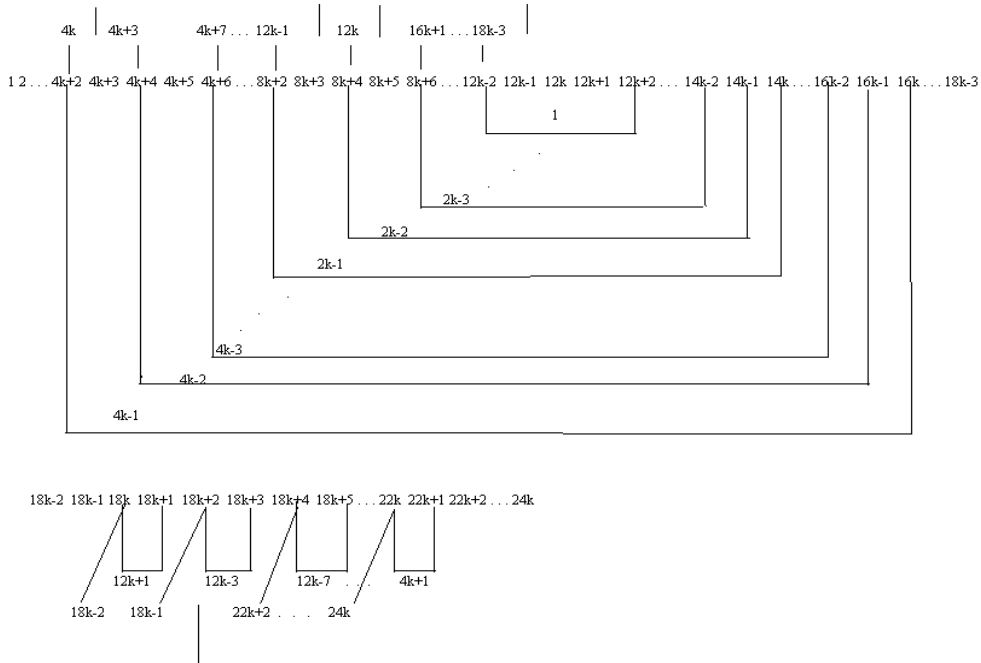 4k 4k+3 4k+7 . . . 12k-1 12k 16k+1 . . . 18k-3
1 2 . . . 4k+2 4k+3 4k+4 4k+5 4k+6 . . . 8k+2 8k+3 8k+4 8k+5 8k+6 . . . 12k-2 12k-1 12k 12k+1 12k+2 . . . 14k-2 14k-1 14k . . . 16k-2 16k-1 16k . . . 18k-3
1
2k-3
2k-2
2k-1
4k-3
4k-2
4k-1
18k-2 18k-1 18k 18k+1 18k+2 18k+3 18k+4 18k+5 . . . 22k 22k+1 22k+2 . . . 24k
12k+1 12k-3 12k-7 . . . 4k+1
18k-2 18k-1 22k+2 . . . 24k